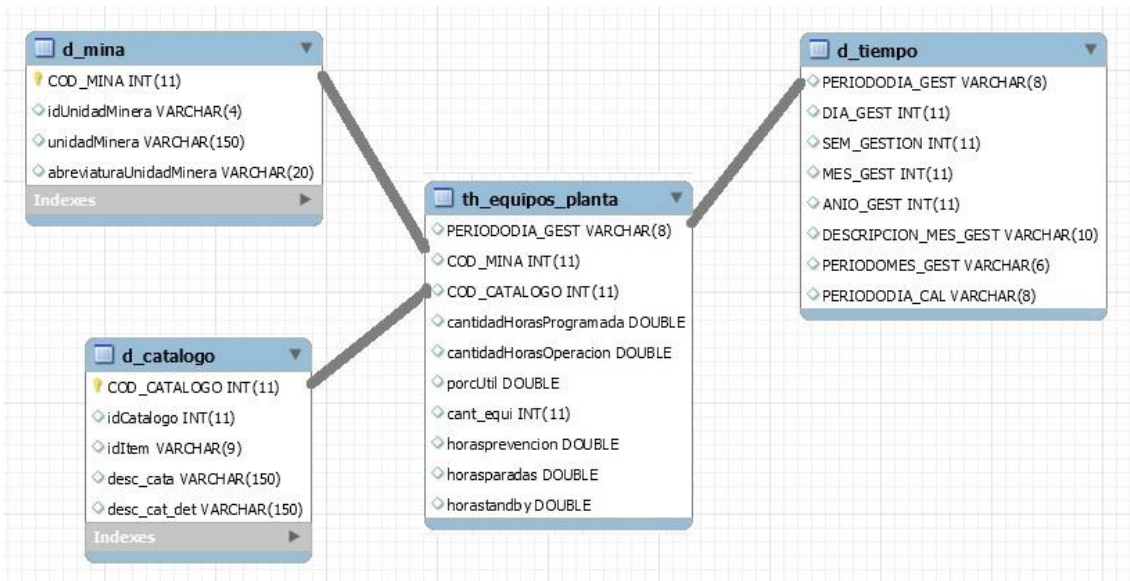 d_mina
COD_MINA INT(11)
idUnidadMinera VARCHAR(4)
unidadMinera VARCHAR(150)
abreviaturaUnidadMinera VARCHAR(20)
Indexes
d_catalogo
COD_CATALOGO INT(11)
idCatalogo INT(11)
idItem VARCHAR(9)
desc_cata VARCHAR(150)
desc_cat_det VARCHAR(150)
Indexes
th_equipos_planta
PERIODODIA_GEST VARCHAR(8)
COD_MINA INT(11)
COD_CATALOGO INT(11)
cantidadHorasProgramada DOUBLE
cantidadHorasOperacion DOUBLE
porcUtil DOUBLE
cant_equi INT(11)
horasprevencion DOUBLE
horasparadas DOUBLE
horastandby DOUBLE
d_tiempo
PERIODODIA_GEST VARCHAR(8)
DIA_GEST INT(11)
SEM_GESTION INT(11)
MES_GEST INT(11)
ANIO_GEST INT(11)
DESCRIPCION_MES_GEST VARCHAR(10)
PERIODOMES_GEST VARCHAR(6)
PERIODODIA_CAL VARCHAR(8)